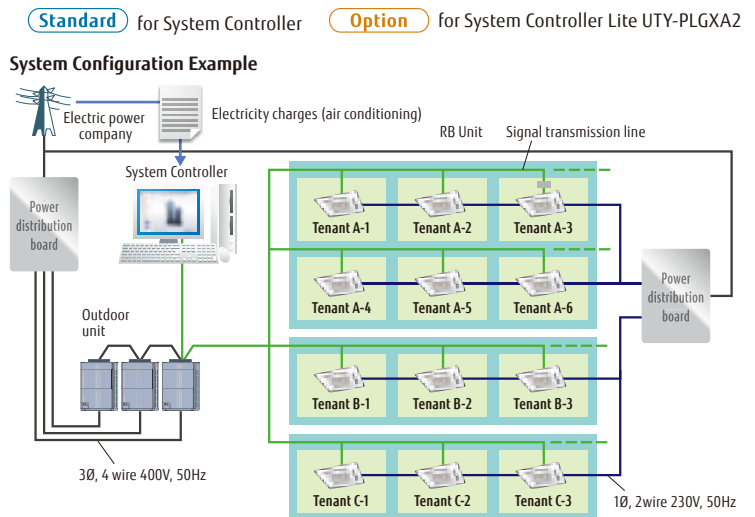 Standard for System Controller Option for System Controller Lite UTY-PLGXA2
System Configuration Example
Electric power
company
Electricity charges (air conditioning)
RB Unit
Signal transmission line
System Controller
Power
distribution
board
Tenant A-1
Tenant A-2
Tenant A-3
Tenant A-4
Tenant A-5
Tenant A-6
Power
distribution
board
Outdoor
unit
Tenant B-1
Tenant B-2
Tenant B-3
Tenant C-1
Tenant C-2
Tenant C-3
3Ø, 4 wire 400V, 50Hz
1Ø, 2wire 230V, 50Hz